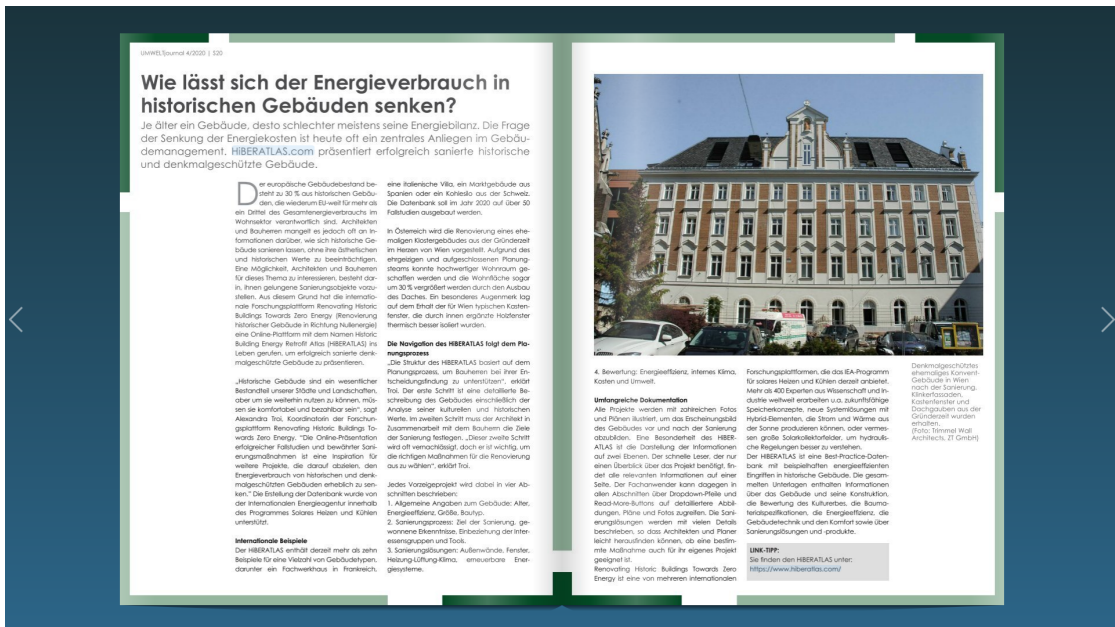 UMWELTjournal 4/2020 | S30
Wie lässt sich der Energieverbrauch in
historischen Gebäuden senken?
Je älter ein Gebäude, desto schlechter meistens seine Energiebilanz. Die Frage
der Senkung der Energiekosten ist heute oft ein zentrales Anliegen im Gebäu-
demanagement. HiBERATLAS.com präsentiert erfolgreich sanierte historische
und denkmalgeschützte Gebäude.
Der europäische Gebäudebestand be-
steht zu 30 % aus historischen Gebäu-
den, die wiederum EU-weit für mehr als
ein Drittel des Gesamtenergieverbrauchs im
Wohnsektor verantwortlich sind. Architekten
und Bauherren mangelt es jedoch oft an In-
formationen darüber, wie sich historische Ge-
bäude sanieren lassen, ohne ihre ästhetischen
und historischen Werte zu beeinträchtigen.
Eine Möglichkeit, Architekten und Bauherren
für dieses Thema zu interessieren, besteht dar-
in, ihnen gelungene Sanierungsobjekte vorzu-
stellen. Aus diesem Grund hat die internatio-
nale Forschungsplattform Renovating Historic
Buildings Towards Zero Energy (Renovierung
historischer Gebäude in Richtung Nullenergie)
eine Online-Plattform mit dem Namen Historic
Building Energy Retrofit Atlas (HiBERATLAS) ins
Leben gerufen, um erfolgreich sanierte denk-
malgeschützte Gebäude zu präsentieren.
„Historische Gebäude sind ein wesentlicher
Bestandteil unserer Städte und Landschaften,
aber um sie weiterhin nutzen zu können, müs-
sen sie komfortabel und bezahlbar sein", sagt
Alexandra Troi, Koordinatorin der Forschun-
gsplattform Renovating Historic Buildings To-
wards Zero Energy. "Die Online-Präsentation
erfolgreicher Fallstudien und bewährter Sani-
erungsmaßnahmen ist eine Inspiration für
weitere Projekte, die darauf abzielen, den
Energieverbrauch von historischen und denk-
malgeschützten Gebäuden erheblich zu sen-
ken." Die Erstellung der Datenbank wurde von
der Internationalen Energieagentur innerhalb
des Programmes Solares Heizen und Kühlen
unterstützt.
Internationale Beispiele
Der HiBERATLAS enthält derzeit mehr als zehn
Beispiele für eine Vielzahl von Gebäudetypen,
darunter ein Fachwerkhaus in Frankreich,
eine italienische Villa, ein Marktgebäude aus
Spanien oder ein Kohlesilo aus der Schweiz.
Die Datenbank soll im Jahr 2020 auf über 50
Fallstudien ausgebaut werden.
In Österreich wird die Renovierung eines ehe-
maligen Klostergebäudes aus der Gründerzeit
im Herzen von Wien vorgestellt. Aufgrund des
ehrgeizigen und aufgeschlossenen Planung-
steams konnte hochwertiger Wohnraum ge-
schaffen werden und die Wohnfläche sogar
um 30 % vergrößert werden durch den Ausbau
des Daches. Ein besonderes Augenmerk lag
auf dem Erhalt der für Wien typischen Kasten-
fenster, die durch innen ergänzte Holzfenster
thermisch besser isoliert wurden.
Die Navigation des HiBERATLAS folgt dem Pla-
nungsprozess
„Die Struktur des HiBERATLAS basiert auf dem
Planungsprozess, um Bauherren bei ihrer En-
tscheidungsfindung zu unterstützen", erklärt
Troi. Der erste Schritt ist eine detaillierte Be-
schreibung des Gebäudes einschließlich der
Analyse seiner kulturellen und historischen
Werte. Im zweiten Schritt muss der Architekt in
Zusammenarbeit mit dem Bauherrn die Ziele
der Sanierung festlegen. „Dieser zweite Schritt
wird oft vernachlässigt, doch er ist wichtig, um
die richtigen Maßnahmen für die Renovierung
aus zu wählen", erklärt Troi.
Jedes Vorzeigeprojekt wird dabei in vier Ab-
schnitten beschrieben:
1. Allgemeine Angaben zum Gebäude: Alter,
Energieeffizienz, Größe, Bautyp.
2. Sanierungsprozess: Ziel der Sanierung, ge-
wonnene Erkenntnisse, Einbeziehung der Inter-
essensgruppen und Tools.
3. Sanierungslösungen: Außenwände, Fenster,
Heizung-Lüftung-Klima, erneuerbare Ener-
giesysteme.
4. Bewertung: Energieeffizienz, internes Klima,
Kosten und Umwelt.
Umfangreiche Dokumentation
Alle Projekte werden mit zahlreichen Fotos
und Plänen illustriert, um das Erscheinungsbild
des Gebäudes vor und nach der Sanierung
abzubilden. Eine Besonderheit des HiBER-
ATLAS ist die Darstellung der Informationen
auf zwei Ebenen. Der schnelle Leser, der nur
einen Überblick über das Projekt benötigt, fin-
det alle relevanten Informationen auf einer
Seite. Der Fachanwender kann dagegen in
allen Abschnitten über Dropdown-Pfeile und
Read-More-Buttons auf detaillierte Abbil-
dungen, Pläne und Fotos zugreifen. Die Sani-
erungslösungen werden mit vielen Details
beschrieben, so dass Architekten und Planer
leicht herausfinden können, ob eine bestim-
mte Maßnahme auch für ihr eigenes Projekt
geeignet ist.
Renovating Historic Buildings Towards Zero
Energy ist eine von mehreren internationalen
Forschungsplattformen, die das IEA-Programm
für solares Heizen und Kühlen derzeit anbietet.
Mehr als 400 Experten aus Wissenschaft und In-
dustrie weltweit erarbeiten u.a. zukunftsfähige
Speicherkonzepte, neue Systemlösungen mit
Hybrid-Elementen, die Strom und Wärme aus
der Sonne produzieren können, oder vermes-
sen große Solarkollektorfelder, um hydraulis-
che Regelungen besser zu verstehen.
Der HiBERATLAS ist eine Best-Practice-Daten-
bank mit beispielhaften energieeffizienten
Eingriffen in historische Gebäude. Die gesam-
melten Unterlagen enthalten Informationen
über das Gebäude und seine Konstruktion,
die Bewertung des Kulturerbes, die Bauma-
terialspezifikationen, die Energieeffizienz, die
Gebäudetechnik und den Komfort sowie über
Sanierungslösungen und -produkte.
LINK-TIPP:
Sie finden den HiBERATLAS unter:
https://www.hiberatlas.com/
Denkmalgeschütztes
ehemaliges Konvent-
Gebäude in Wien
nach der Sanierung.
Klinkerfassaden,
Kastenfenster und
Dachgauben aus der
Gründerzeit wurden
erhalten.
(Foto: Trimmel Wall
Architects, ZT GmbH)